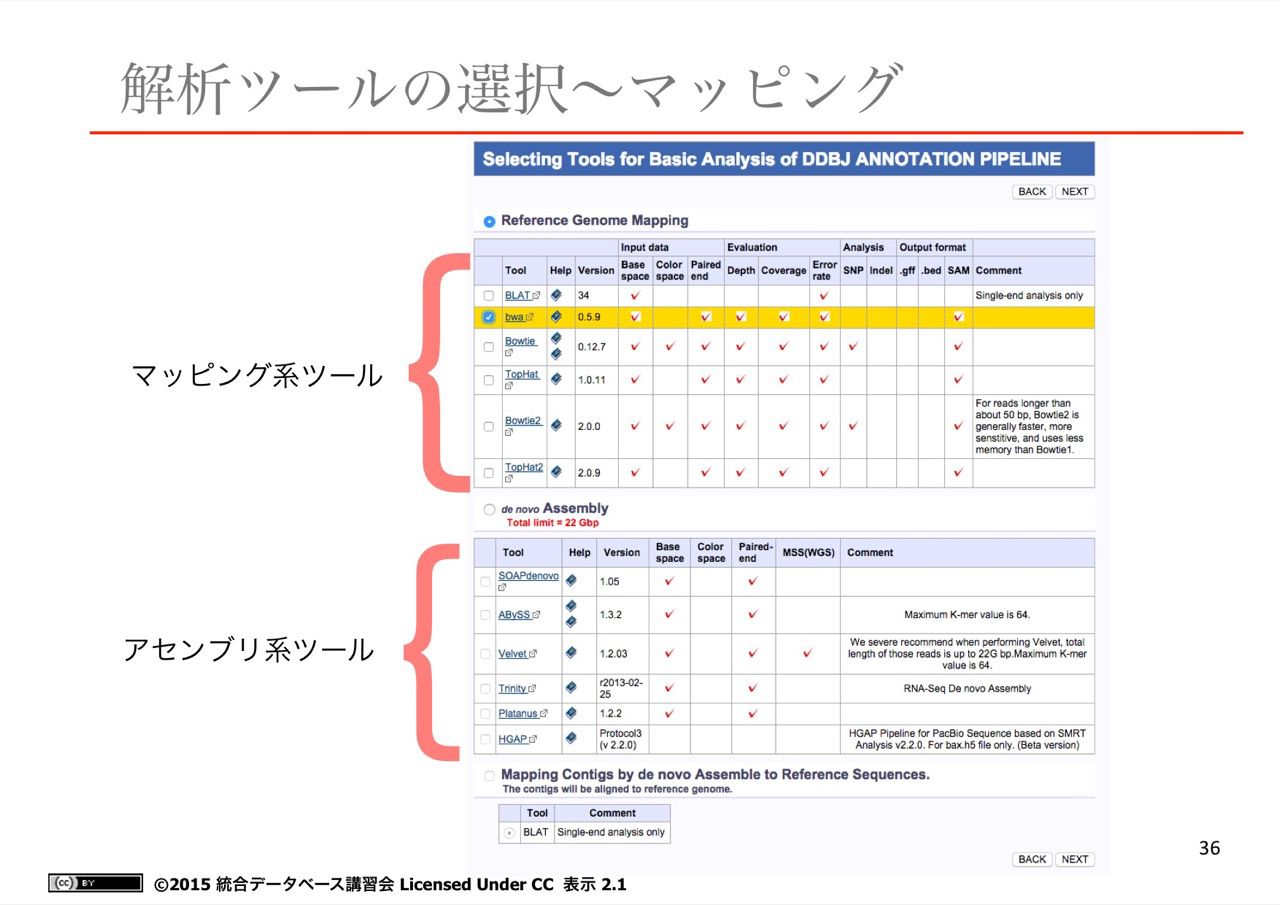 解析ツールの選択～マッピング
Selecting Tools for Basic Analysis of DDBJ ANNOTATION PIPELINE
BACK NEXT
Reference Genome Mapping
Input data Evaluation Analysis Output format
Tool Help Version Base space Color space Paired end Depth Coverage Error rate SNP Indel .gff .bed SAM Comment
BLAT 34 ✓ ✓ Single-end analysis only
bwa 0.5.9 ✓ ✓ ✓ ✓ ✓ ✓
Bowtie 0.12.7 ✓ ✓ ✓ ✓ ✓ ✓ ✓ ✓
マッピング系ツール
TopHat 1.0.11 ✓ ✓ ✓ ✓ ✓ ✓
Bowtie2 2.0.0 ✓ ✓ ✓ ✓ ✓ ✓ ✓ ✓
For reads longer than
about 50 bp, Bowtie2 is
generally faster, more
senstitive, and uses less
memory than Bowtie1.
TopHat2 2.0.9 ✓ ✓ ✓ ✓ ✓ ✓
de novo Assembly
Total limit = 22 Gbp
Tool Help Version Base space Color space Paired-end MSS(WGS) Comment
SOAPdenovo 1.05 ✓ ✓
ABySS 1.3.2 ✓ ✓ Maximum K-mer value is 64.
アセンブリ系ツール
Velvet 1.2.03 ✓ ✓ ✓
We severe recommend when performing Velvet, total
length of those reads is up to 22G bp.Maximum K-mer
value is 64.
Trinity r2013-02-25 ✓ ✓ RNA-Seq De novo Assembly
Platanus 1.2.2 ✓ ✓
HGAP Protocol3 (v 2.2.0)
HGAP Pipeline for PacBio Sequence based on SMRT
Analysis v2.2.0. For bax.h5 file only. (Beta version)
Mapping Contigs by de novo Assemble to Reference Sequences.
The contigs will be aligned to reference genome.
Tool Comment
BLAT Single-end analysis only
BACK NEXT
36
cc BY ©2015 統合データベース講習会 Licensed Under CC 表示 2.1